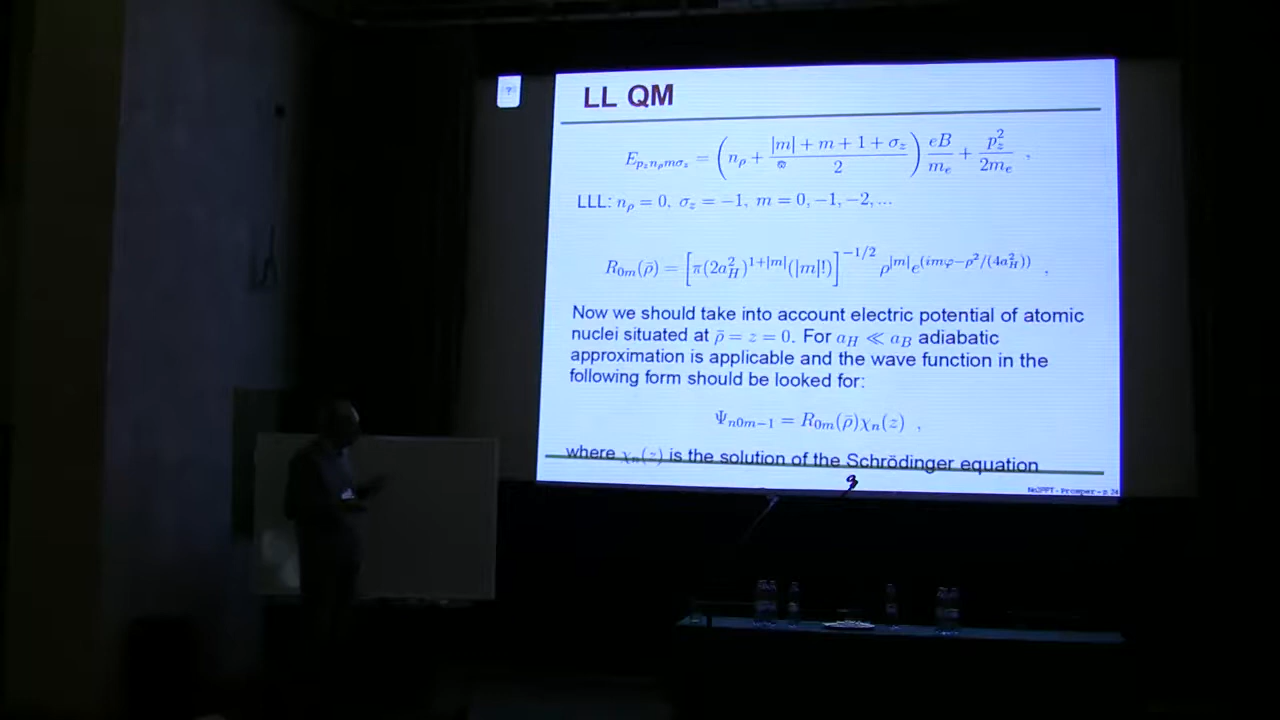 ?
LL QM
E_{p_z n_ρ m σ_z} = ( n_ρ + \frac{|m| + m + 1 + σ_z}{2} ) \frac{eB}{m_e} + \frac{p_z^2}{2m_e} ,
LLL: n_ρ = 0, σ_z = −1, m = 0, −1, −2, ...
R_{0m}(ρ̄) = [ π(2a_H^2)^{1+|m|}(|m|!) ]^{−1/2} ρ^{|m|} e^{(imφ−ρ^2/(4a_H^2))} ,
Now we should take into account electric potential of atomic
nuclei situated at ρ̄ = z = 0. For a_H ≪ a_B adiabatic
approximation is applicable and the wave function in the
following form should be looked for:
Ψ_{n0m−1} = R_{0m}(ρ̄)χ_n(z) ,
where χ_n(z) is the solution of the Schrödinger equation